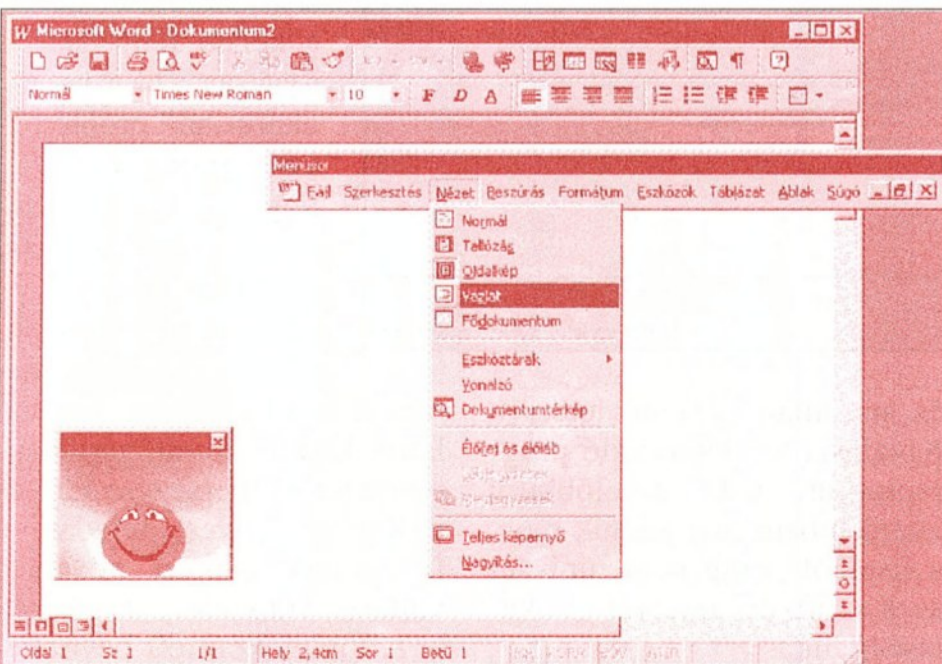 Microsoft Word - Dokumentum2
Normál Times New Roman 10 F D A
Menüsor
Fájl Szerkesztés Nézet Beszúrás Formátum Eszközök Táblázat Ablak Súgó
Normál
Tallózás
Oldalkép
Vázlat
Fődokumentum
Eszköztárak
Vonalzó
Dokumentumtérkép
Élőfej és élőláb
Teljes képernyő
Nagyítás...
Oldal 1 Sz 1 1/1 Hely 2,4cm Sor 1 Betű 1